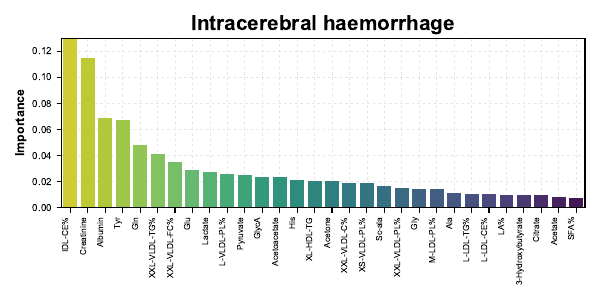 Intracerebral haemorrhage
Importance
0.12
0.10
0.08
0.06
0.04
0.02
0.00
IDL-CE%
Creatinine
Albumin
Tyr
Gln
XXL-VLDL-TG%
XXL-VLDL-FC%
Glu
Lactate
L-VLDL-PL%
Pyruvate
GlycA
Acetoacetate
His
XL-HDL-TG
Acetone
XXL-VLDL-C%
XS-VLDL-PL%
Sc-ala
XXL-VLDL-PL%
Gly
M-LDL-PL%
Ala
L-LDL-TG%
L-LDL-CE%
LA%
3-Hydroxybutyrate
Citrate
Acetate
SFA%